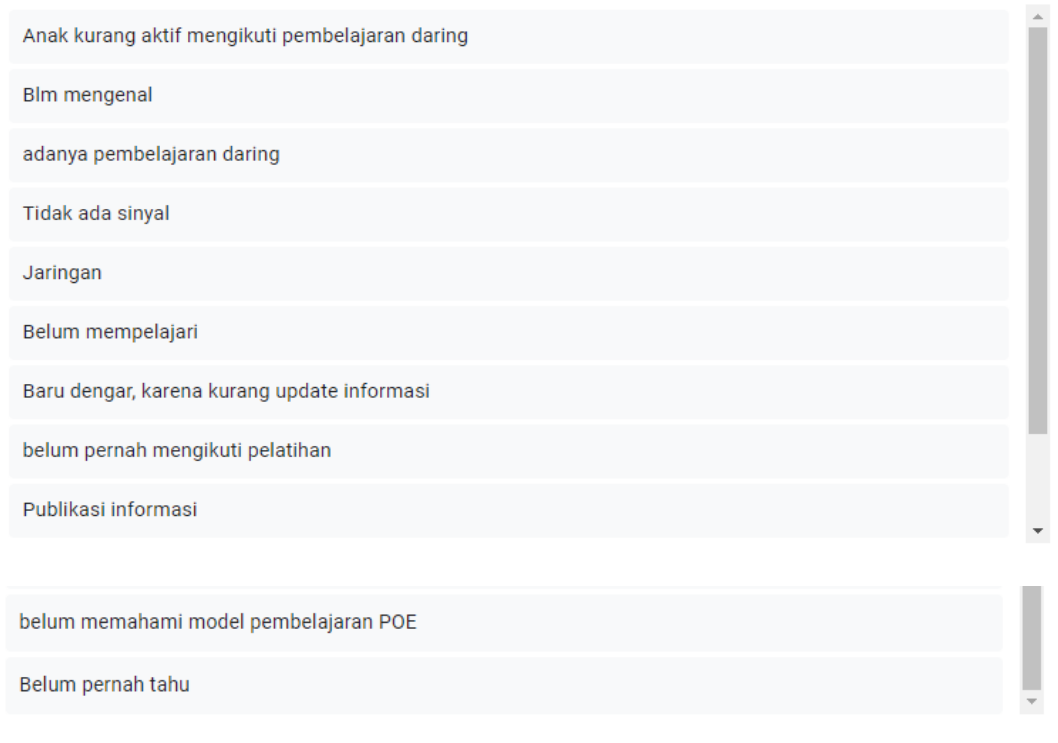 Anak kurang aktif mengikuti pembelajaran daring
Blm mengenal
adanya pembelajaran daring
Tidak ada sinyal
Jaringan
Belum mempelajari
Baru dengar, karena kurang update informasi
belum pernah mengikuti pelatihan
Publikasi informasi
belum memahami model pembelajaran POE
Belum pernah tahu